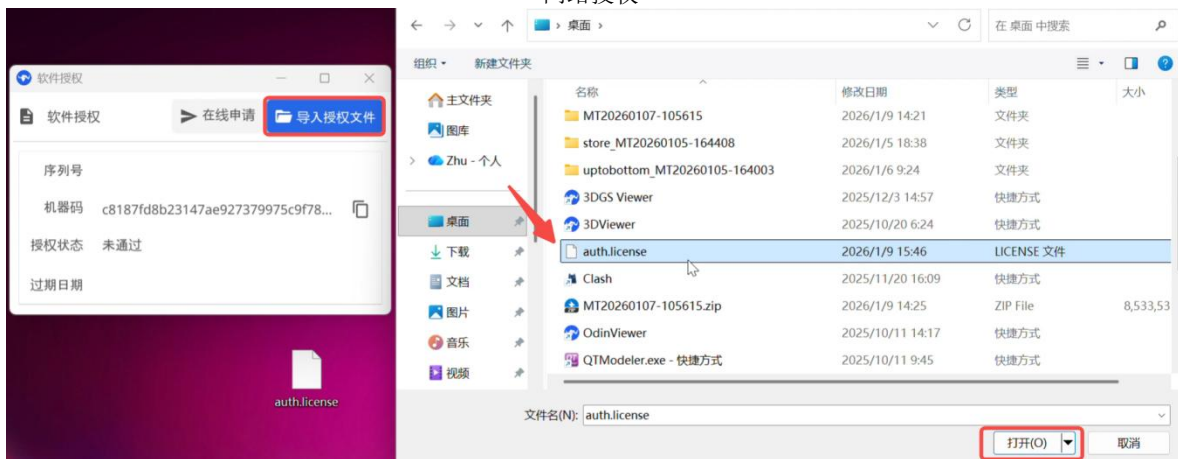 软件授权
软件授权
在线申请
导入授权文件
序列号
机器码 c8187fd8b23147ae927379975c9f78...
授权状态 未通过
过期日期
auth.license
桌面
在 桌面 中搜索
组织
新建文件夹
主文件夹
图库
Zhu - 个人
桌面
下载
文档
图片
音乐
视频
名称 修改日期 类型 大小
MT20260107-105615 2026/1/9 14:21 文件夹
store_MT20260105-164408 2026/1/5 18:38 文件夹
uptobottom_MT20260105-164003 2026/1/6 9:24 文件夹
3DGS Viewer 2025/12/3 14:57 快捷方式
3DViewer 2025/10/20 6:24 快捷方式
auth.license 2026/1/9 15:46 LICENSE 文件
Clash 2025/11/20 16:09 快捷方式
MT20260107-105615.zip 2026/1/9 14:25 ZIP File 8,533,53
OdinViewer 2025/10/11 14:17 快捷方式
QTModeler.exe - 快捷方式 2025/10/11 9:45 快捷方式
文件名(N): auth.license
打开(O)
取消